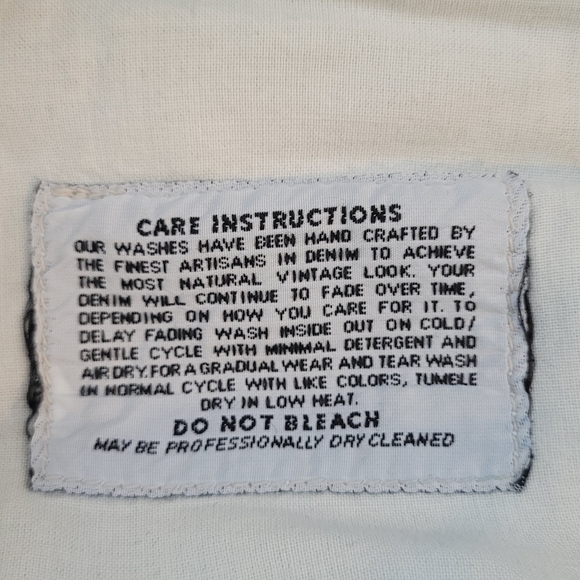 CARE INSTRUCTIONS
OUR WASHES HAVE BEEN HAND CRAFTED BY
THE FINEST ARTISANS IN DENIM TO ACHIEVE
THE MOST NATURAL VINTAGE LOOK. YOUR
DENIM WILL CONTINUE TO FADE OVER TIME,
DEPENDING ON HOW YOU CARE FOR IT. TO
DELAY FADING WASH INSIDE OUT ON COLD/
GENTLE CYCLE WITH MINIMAL DETERGENT AND
AIR DRY. FOR A GRADUAL WEAR AND TEAR WASH
IN NORMAL CYCLE WITH LIKE COLORS, TUMBLE
DRY IN LOW HEAT.
DO NOT BLEACH
MAY BE PROFESSIONALLY DRY CLEANED